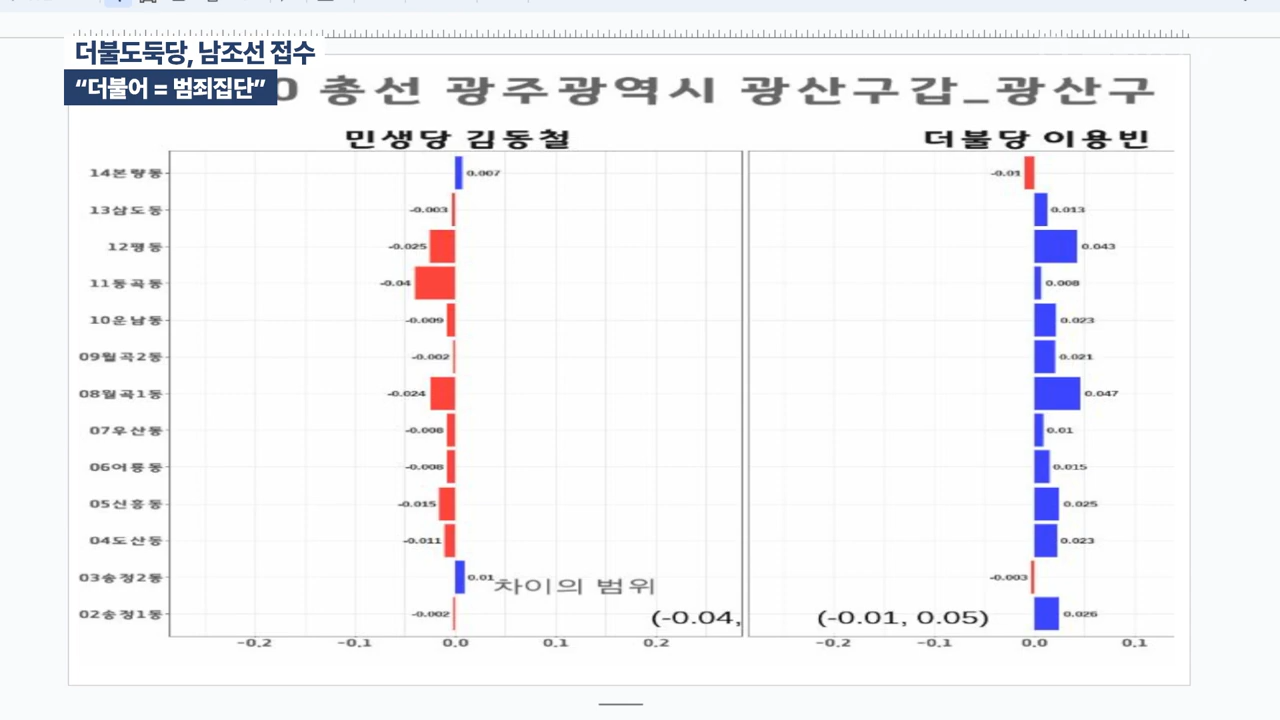 더불도둑당, 남조선 접수
“더불어 = 범죄집단”
0 총선 광주광역시 광산구갑_광산구
민생당 김동철 더불당 이용빈
14본량동 0.007 -0.01
13삼도동 -0.003 0.013
12평동 -0.025 0.043
11동곡동 -0.04 0.008
10운남동 -0.009 0.023
09월곡2동 -0.002 0.021
08월곡1동 -0.024 0.047
07우산동 -0.008 0.01
06어룡동 -0.008 0.015
05신흥동 -0.015 0.025
04도산동 -0.011 0.023
03송정2동 0.01 차이의 범위 -0.003
02송정1동 -0.002 (-0.04, (-0.01, 0.05) 0.026
-0.2 -0.1 0.0 0.1 0.2 -0.2 -0.1 0.0 0.1